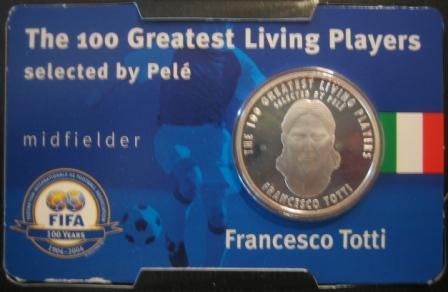 The 100 Greatest Living Players
selected by Pelé
midfielder
THE 100 GREATEST LIVING PLAYERS
SELECTED BY PELÉ
FRANCESCO TOTTI
FIFA
100 YEARS
1904-2004
Francesco Totti